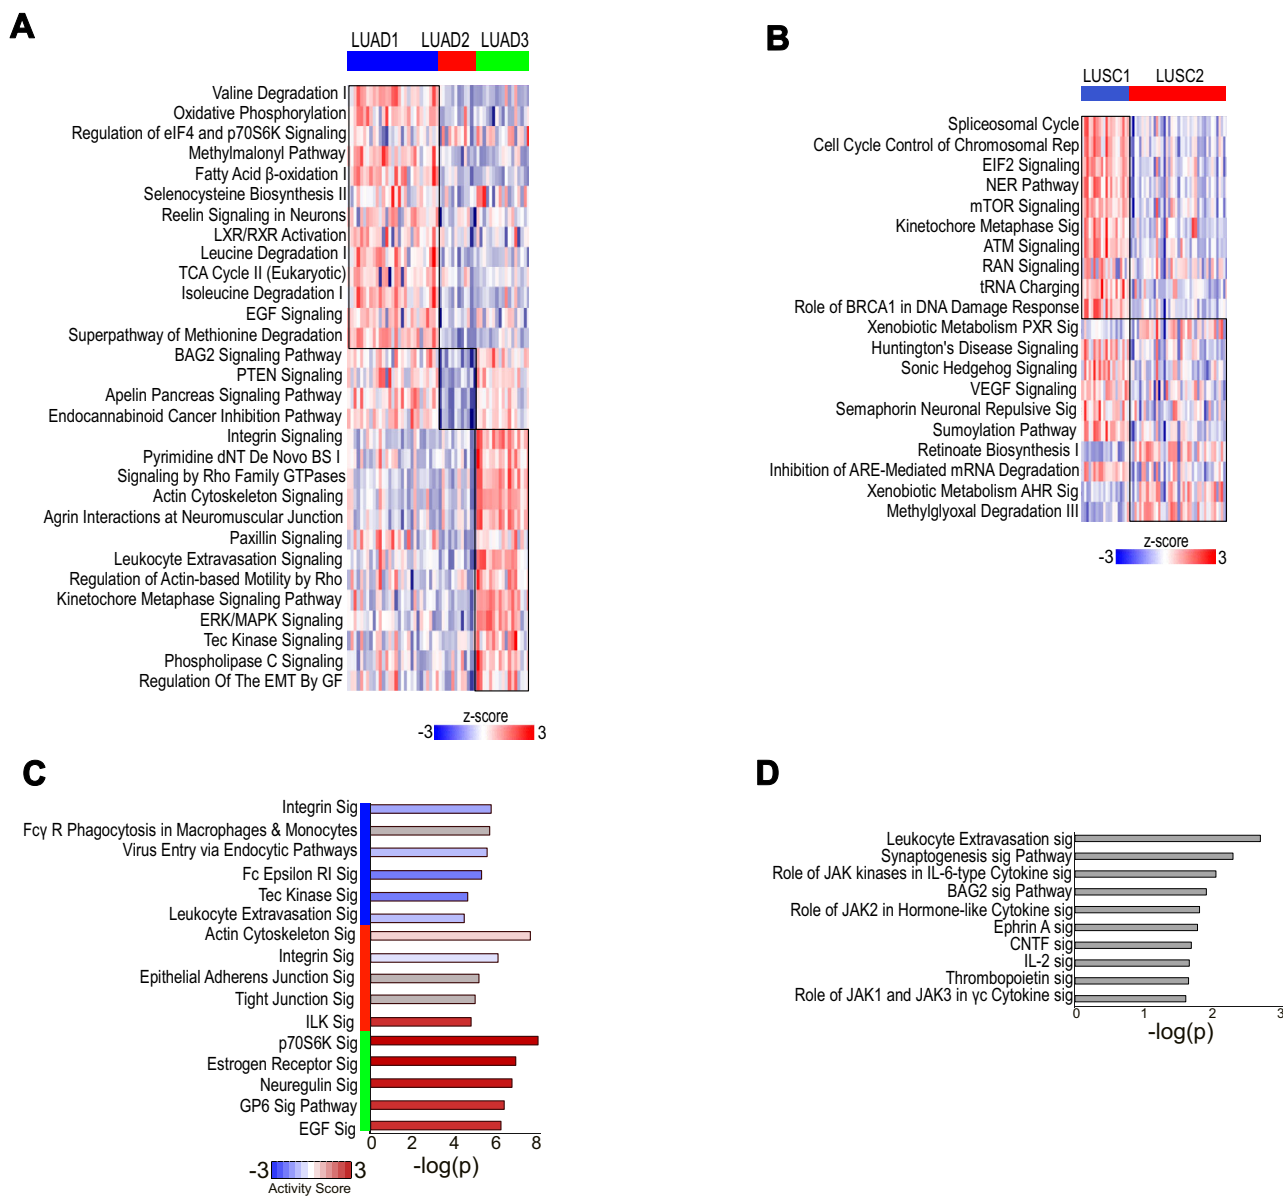 A
LUAD1 LUAD2 LUAD3
Valine Degradation I
Oxidative Phosphorylation
Regulation of eIF4 and p70S6K Signaling
Methylmalonyl Pathway
Fatty Acid β-oxidation I
Selenocysteine Biosynthesis II
Reelin Signaling in Neurons
LXR/RXR Activation
Leucine Degradation I
TCA Cycle II (Eukaryotic)
Isoleucine Degradation I
EGF Signaling
Superpathway of Methionine Degradation
BAG2 Signaling Pathway
PTEN Signaling
Apelin Pancreas Signaling Pathway
Endocannabinoid Cancer Inhibition Pathway
Integrin Signaling
Pyrimidine dNT De Novo BS I
Signaling by Rho Family GTPases
Actin Cytoskeleton Signaling
Agrin Interactions at Neuromuscular Junction
Paxillin Signaling
Leukocyte Extravasation Signaling
Regulation of Actin-based Motility by Rho
Kinetochore Metaphase Signaling Pathway
ERK/MAPK Signaling
Tec Kinase Signaling
Phospholipase C Signaling
Regulation Of The EMT By GF
z-score
-3 3
B
LUSC1 LUSC2
Spliceosomal Cycle
Cell Cycle Control of Chromosomal Rep
EIF2 Signaling
NER Pathway
mTOR Signaling
Kinetochore Metaphase Sig
ATM Signaling
RAN Signaling
tRNA Charging
Role of BRCA1 in DNA Damage Response
Xenobiotic Metabolism PXR Sig
Huntington's Disease Signaling
Sonic Hedgehog Signaling
VEGF Signaling
Semaphorin Neuronal Repulsive Sig
Sumoylation Pathway
Retinoate Biosynthesis I
Inhibition of ARE-Mediated mRNA Degradation
Xenobiotic Metabolism AHR Sig
Methylglyoxal Degradation III
z-score
-3 3
C
Integrin Sig
Fcγ R Phagocytosis in Macrophages & Monocytes
Virus Entry via Endocytic Pathways
Fc Epsilon RI Sig
Tec Kinase Sig
Leukocyte Extravasation Sig
Actin Cytoskeleton Sig
Integrin Sig
Epithelial Adherens Junction Sig
Tight Junction Sig
ILK Sig
p70S6K Sig
Estrogen Receptor Sig
Neuregulin Sig
GP6 Sig Pathway
EGF Sig
0 2 4 6 8
-log(p)
-3 3
Activity Score
D
Leukocyte Extravasation sig
Synaptogenesis sig Pathway
Role of JAK kinases in IL-6-type Cytokine sig
BAG2 sig Pathway
Role of JAK2 in Hormone-like Cytokine sig
Ephrin A sig
CNTF sig
IL-2 sig
Thrombopoietin sig
Role of JAK1 and JAK3 in γc Cytokine sig
0 1 2 3
-log(p)